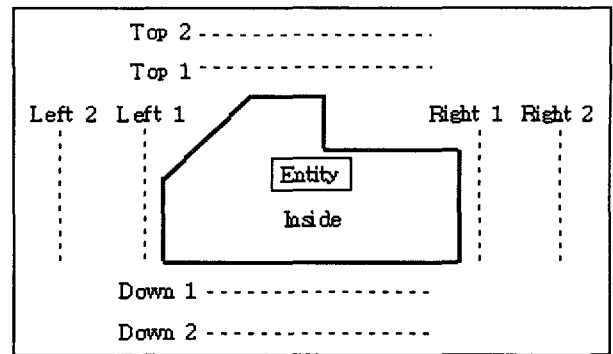 Top 2
Top 1
Left 2 Left 1 Right 1 Right 2
Entity
Inside
Down 1
Down 2